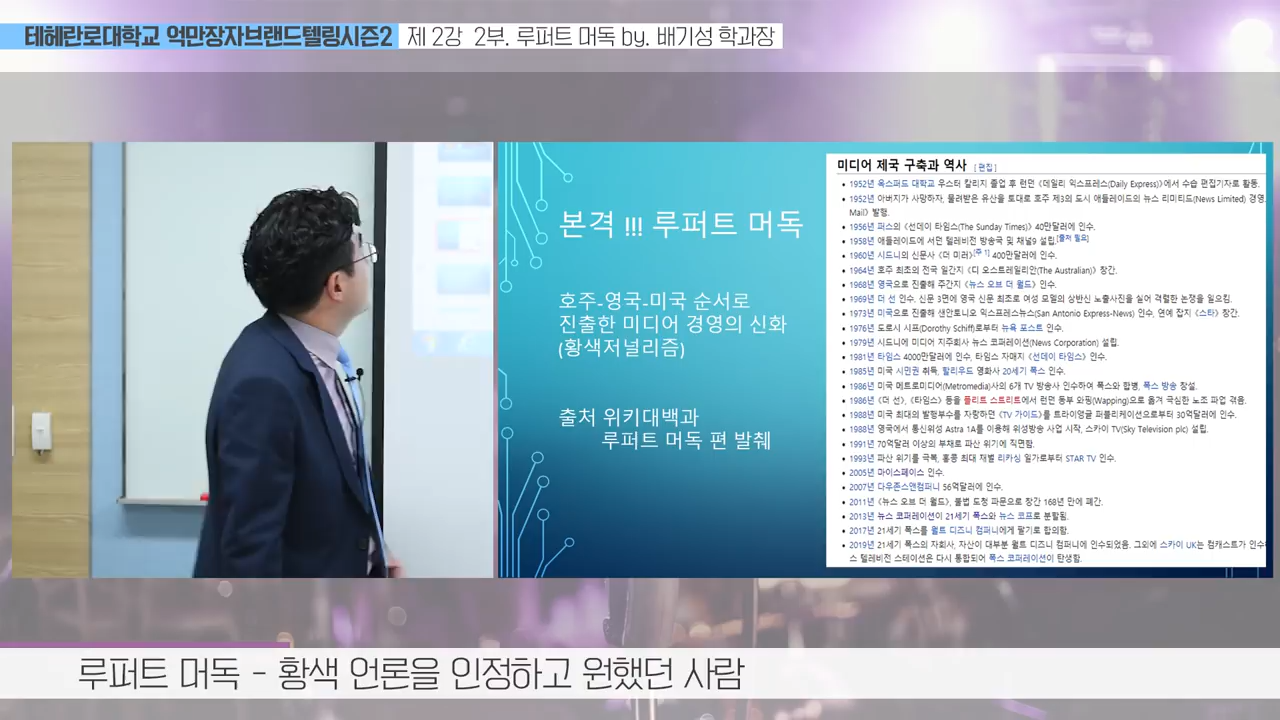 테헤란로대학교 억만장자브랜드텔링시즌2 제 2강 2부. 루퍼트 머독 by. 배기성 학과장
본격 !!! 루퍼트 머독
호주-영국-미국 순서로
진출한 미디어 경영의 신화
(황색저널리즘)
출처 위키대백과
루퍼트 머독 편 발췌
미디어 제국 구축과 역사 [편집]
• 1952년 옥스퍼드 대학교 우스터 칼리지 졸업 후 런던 《데일리 익스프레스(Daily Express)》에서 수습 편집기자로 활동.
• 1952년 아버지가 사망하자, 물려받은 유산을 토대로 호주 제3의 도시 애들레이드의 뉴스 리미티드(News Limited) 경영.
Mail》 발행.
• 1956년 퍼스의 《선데이 타임스(The Sunday Times)》 40만달러에 인수.
• 1958년 애들레이드에 서던 텔레비전 방송국 및 채널9 설립.[출처 필요]
• 1960년 시드니의 신문사 《더 미러》[주 1] 400만달러에 인수.
• 1964년 호주 최초의 전국 일간지 《디 오스트레일리안(The Australian)》 창간.
• 1968년 영국으로 진출해 주간지 《뉴스 오브 더 월드》 인수.
• 1969년 더 선 인수. 신문 3면에 영국 신문 최초로 여성 모델의 상반신 노출사진을 실어 격렬한 논쟁을 일으킴.
• 1973년 미국으로 진출해 샌안토니오 익스프레스뉴스(San Antonio Express-News) 인수. 연예 잡지 《스타》 창간.
• 1976년 도로시 시프(Dorothy Schiff)로부터 뉴욕 포스트 인수.
• 1979년 시드니에 미디어 지주회사 뉴스 코퍼레이션(News Corporation) 설립.
• 1981년 타임스 4000만달러에 인수, 타임스 자매지 《선데이 타임스》 인수.
• 1985년 미국 시민권 취득, 할리우드 영화사 20세기 폭스 인수.
• 1986년 미국 메트로미디어(Metromedia)사의 6개 TV 방송사 인수하여 폭스와 합병, 폭스 방송 창설.
• 1986년 《더 선》, 《타임스》 등을 플리트 스트리트에서 런던 동부 와핑(Wapping)으로 옮겨 극심한 노조 파업 겪음.
• 1988년 미국 최대의 발행부수를 자랑하던 《TV 가이드》를 트라이앵글 퍼블리케이션으로부터 30억달러에 인수.
• 1988년 영국에서 통신위성 Astra 1A를 이용해 위성방송 사업 시작, 스카이 TV(Sky Television plc) 설립.
• 1991년 70억달러 이상의 부채로 파산 위기에 직면함.
• 1993년 파산 위기를 극복, 홍콩 최대 재벌 리카싱 일가로부터 STAR TV 인수.
• 2005년 마이스페이스 인수.
• 2007년 다우존스앤컴퍼니 56억달러에 인수.
• 2011년 《뉴스 오브 더 월드》, 불법 도청 파문으로 창간 168년 만에 폐간.
• 2013년 뉴스 코퍼레이션이 21세기 폭스와 뉴스 코프로 분할됨.
• 2017년 21세기 폭스를 월트 디즈니 컴퍼니에게 팔기로 합의함.
• 2019년 21세기 폭스의 자회사, 자산이 대부분 월트 디즈니 컴퍼니에 인수되었음. 그외에 스카이 UK는 컴캐스트가 인수
스 텔레비전 스테이션은 다시 통합되어 폭스 코퍼레이션이 탄생함.
루퍼트 머독 - 황색 언론을 인정하고 원했던 사람